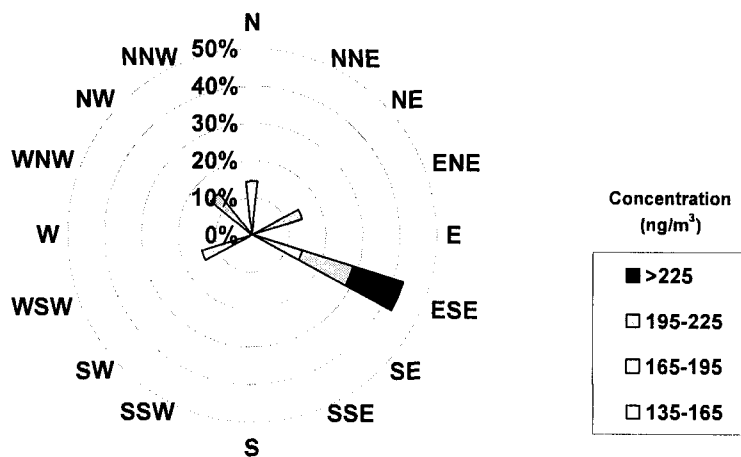 N
NNW
50%
NNE
NW
40%
NE
30%
WNW
20%
ENE
10%
W
0%
E
WSW
ESE
SW
SE
SSW
SSE
S
Concentration
(ng/m³)
>225
195-225
165-195
135-165